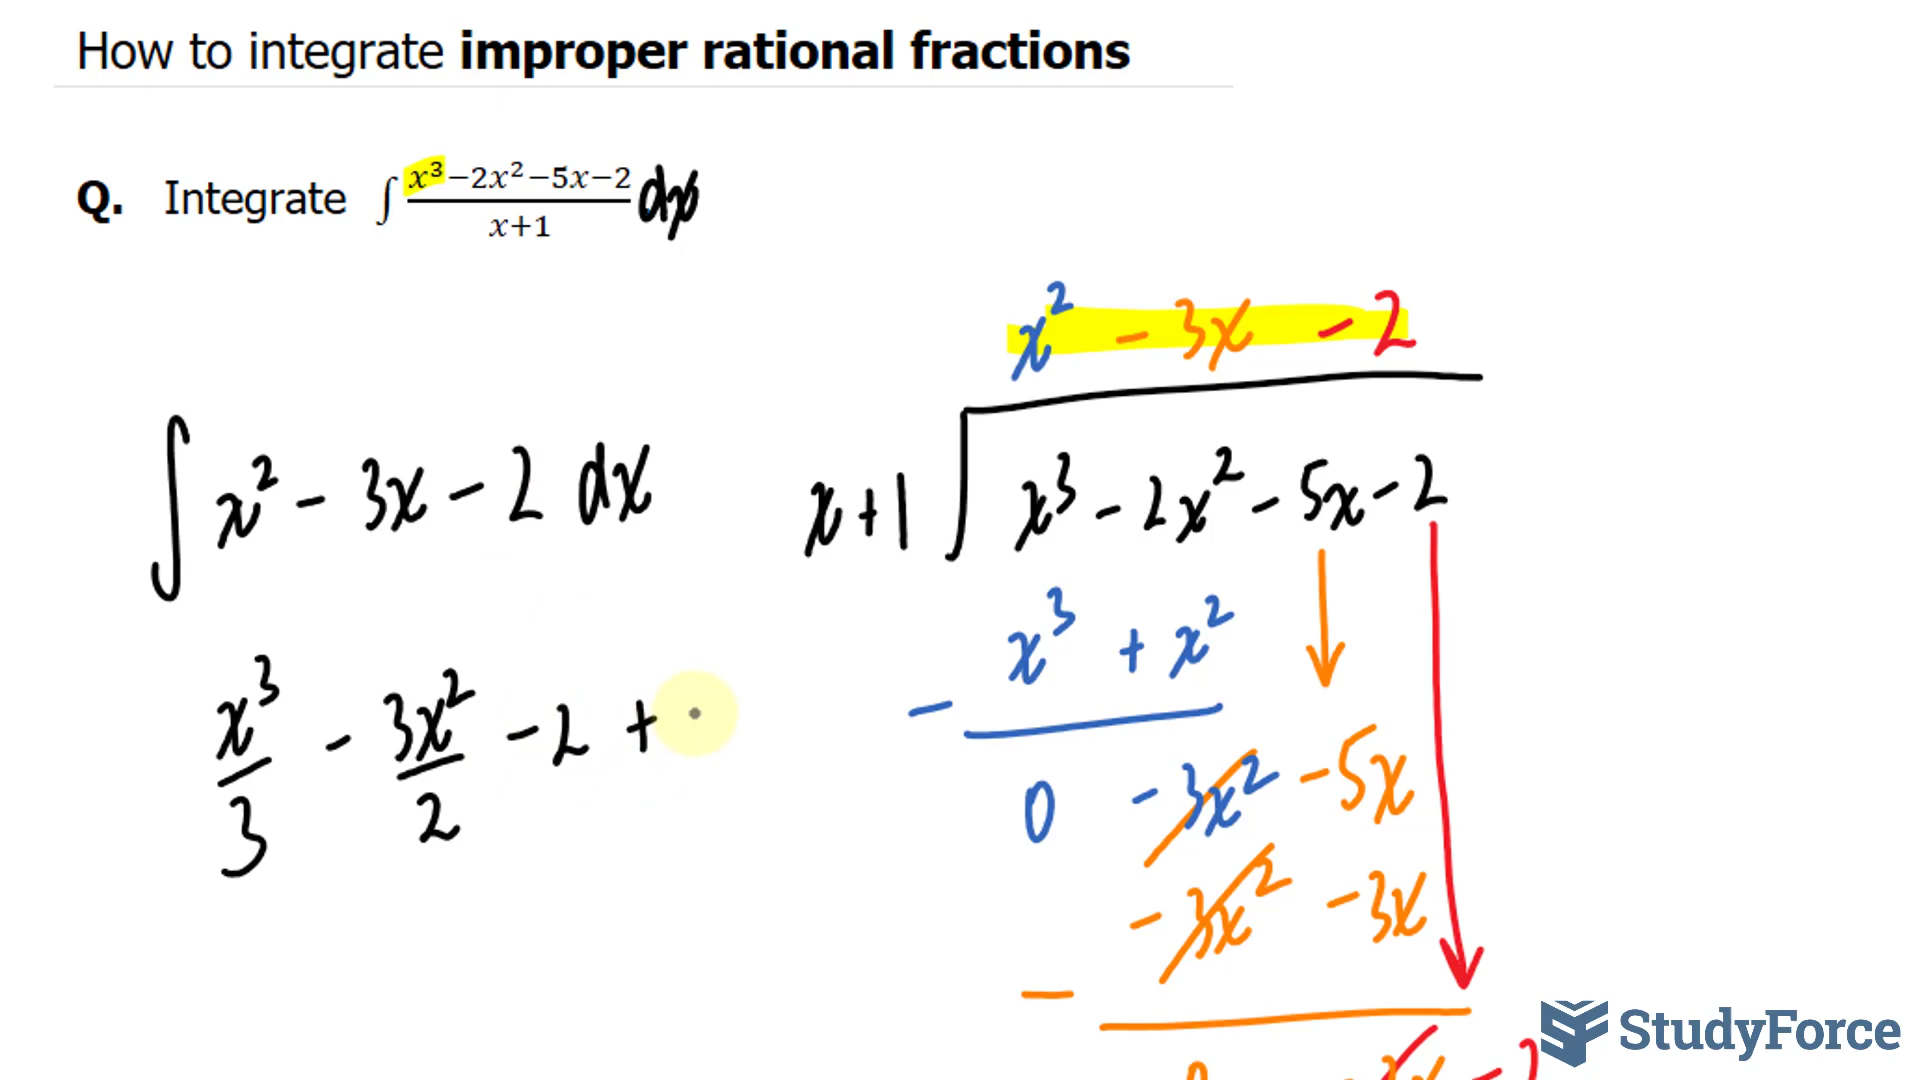 How to integrate improper rational fractions
Q. Integrate ∫ x³−2x²−5x−2 / x+1 dx
x² - 3x - 2
∫ x² - 3x - 2 dx
x+1 x³ - 2x² - 5x - 2
x³ + x²
x³/3 - 3x²/2 - 2 +
-
0 - 3x² - 5x
- 3x² - 3x
-
StudyForce